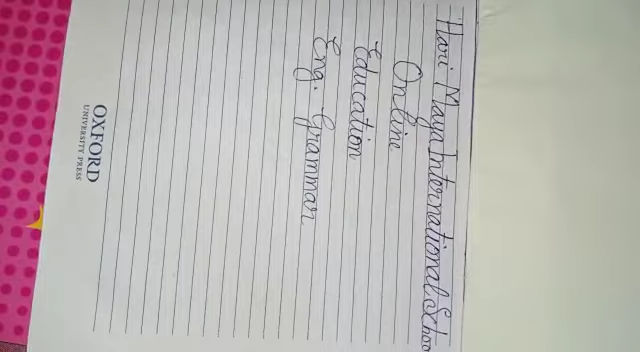 Hari Maya International Schoo
Online
Education
Eng. Grammar
OXFORD
UNIVERSITY PRESS